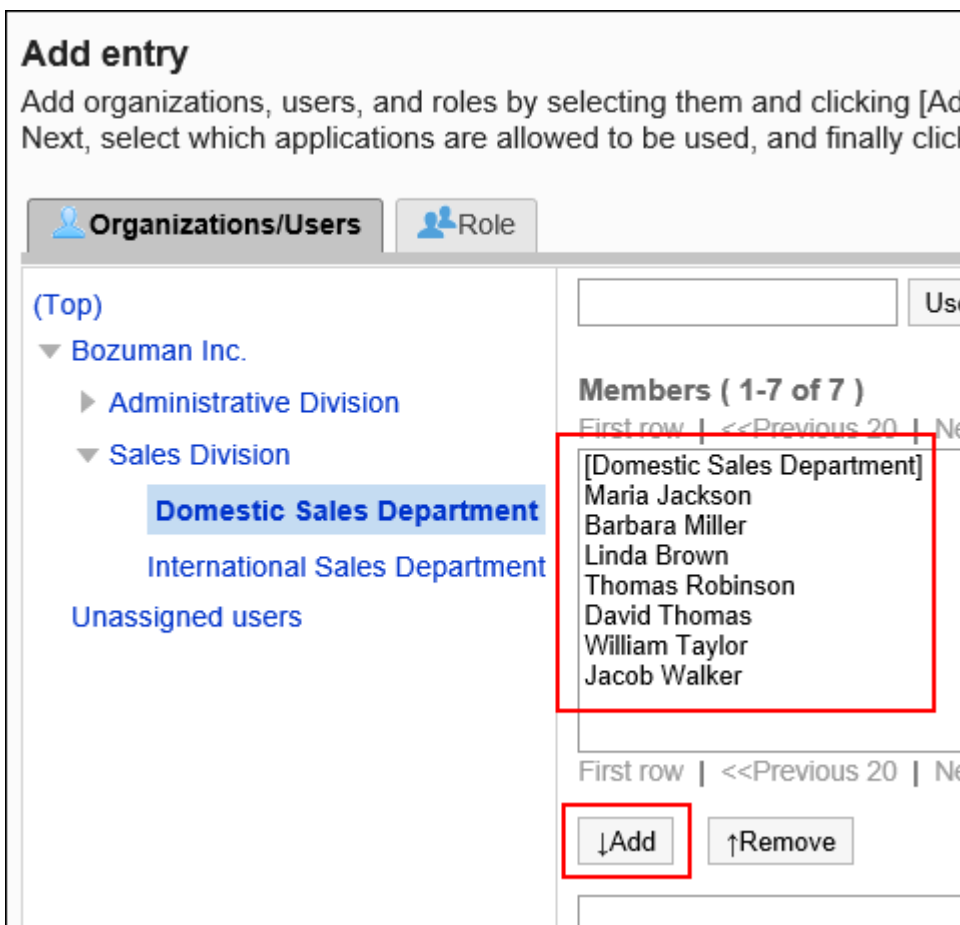 Add entry
Add organizations, users, and roles by selecting them and clicking [Ad
Next, select which applications are allowed to be used, and finally clic
Organizations/Users
Role
(Top)
Bozuman Inc.
Administrative Division
Sales Division
Domestic Sales Department
International Sales Department
Unassigned users
Use
Members ( 1-7 of 7 )
First row | <<Previous 20 | Ne
[Domestic Sales Department]
Maria Jackson
Barbara Miller
Linda Brown
Thomas Robinson
David Thomas
William Taylor
Jacob Walker
First row | <<Previous 20 | Ne
↓Add ↑Remove